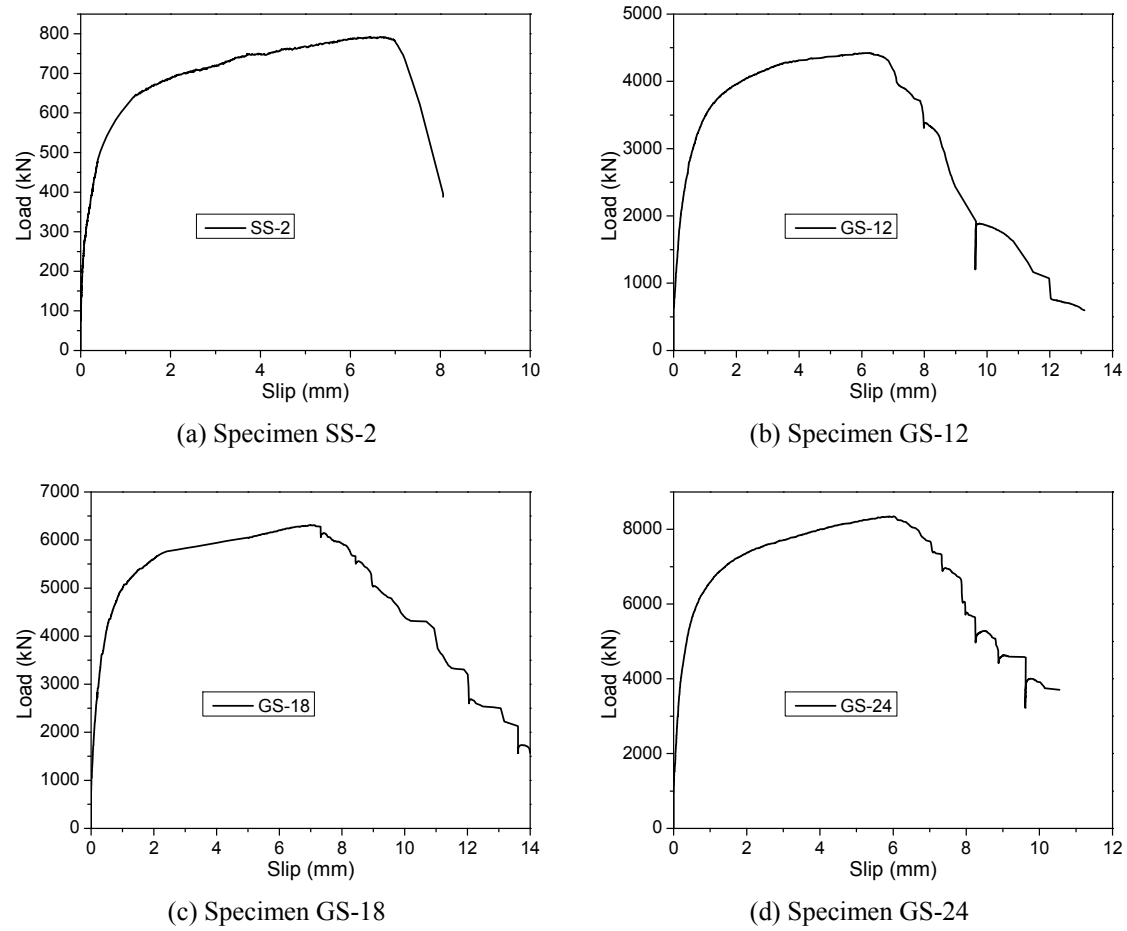 800
700
600
500
400
300
200
100
0
Load (kN)
SS-2
0 2 4 6 8 10
Slip (mm)
(a) Specimen SS-2
5000
4000
3000
2000
1000
0
Load (kN)
GS-12
0 2 4 6 8 10 12 14
Slip (mm)
(b) Specimen GS-12
7000
6000
5000
4000
3000
2000
1000
0
Load (kN)
GS-18
0 2 4 6 8 10 12 14
Slip (mm)
(c) Specimen GS-18
8000
6000
4000
2000
0
Load (kN)
GS-24
0 2 4 6 8 10 12
Slip (mm)
(d) Specimen GS-24